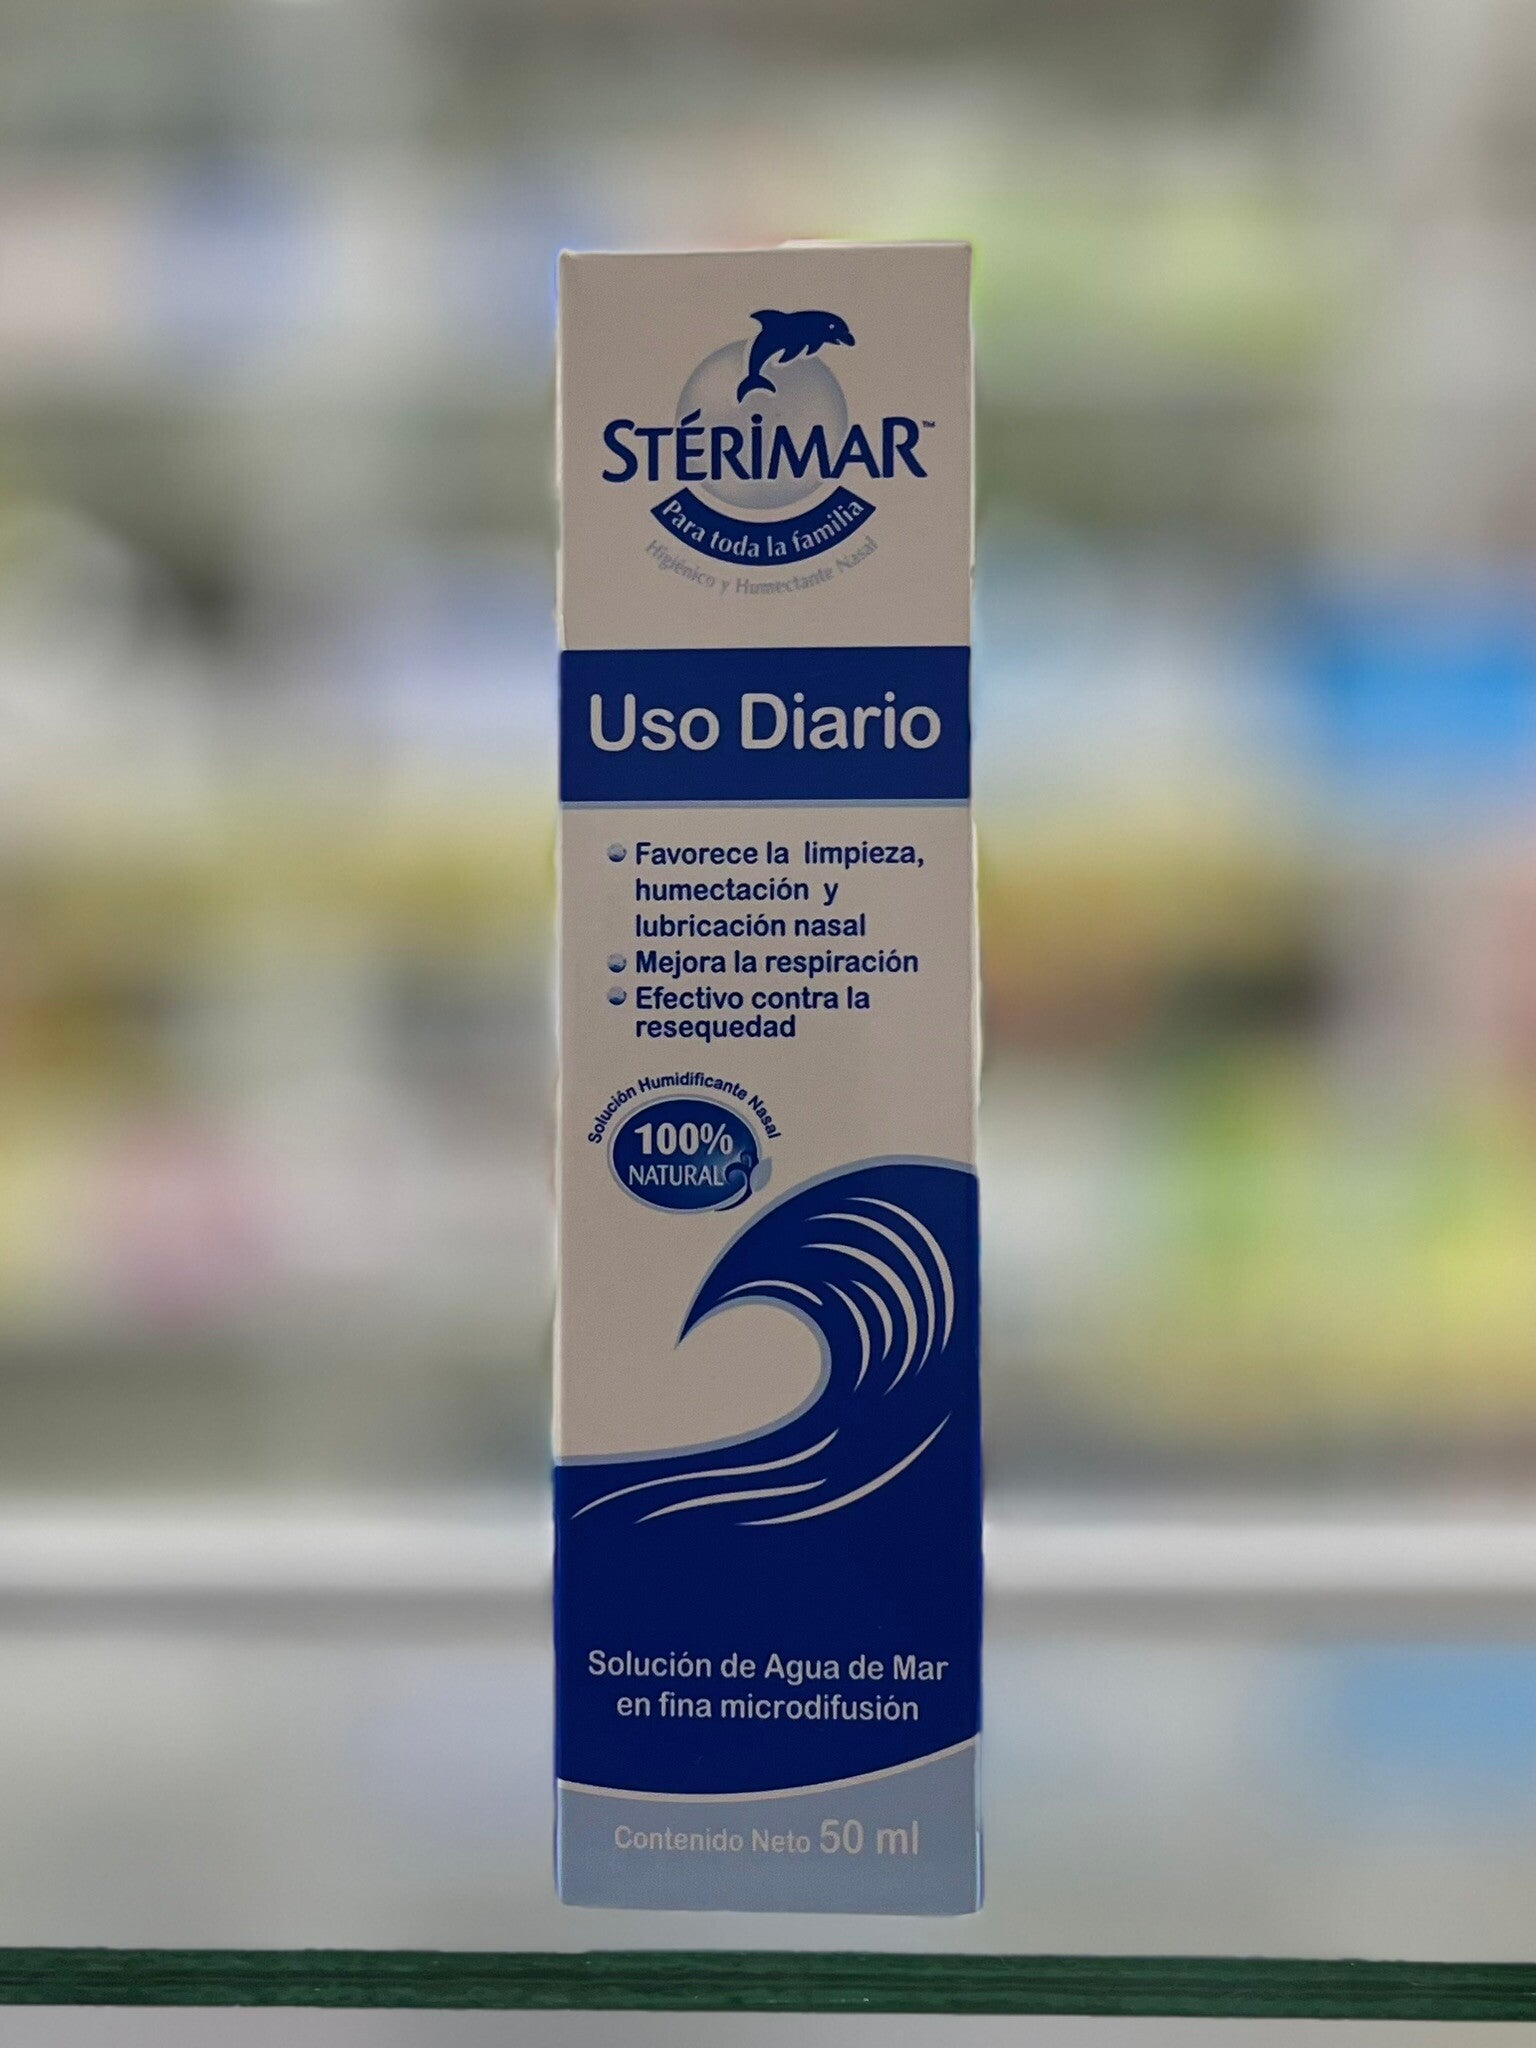 STÉRIMAR™
Para toda la familia
Higiénico y Humectante Nasal
Uso Diario
Favorece la limpieza,
humectación y
lubricación nasal
Mejora la respiración
Efectivo contra la
resequedad
Solución Humidificante Nasal
100%
NATURAL
Solución de Agua de Mar
en fina microdifusión
Contenido Neto 50 ml